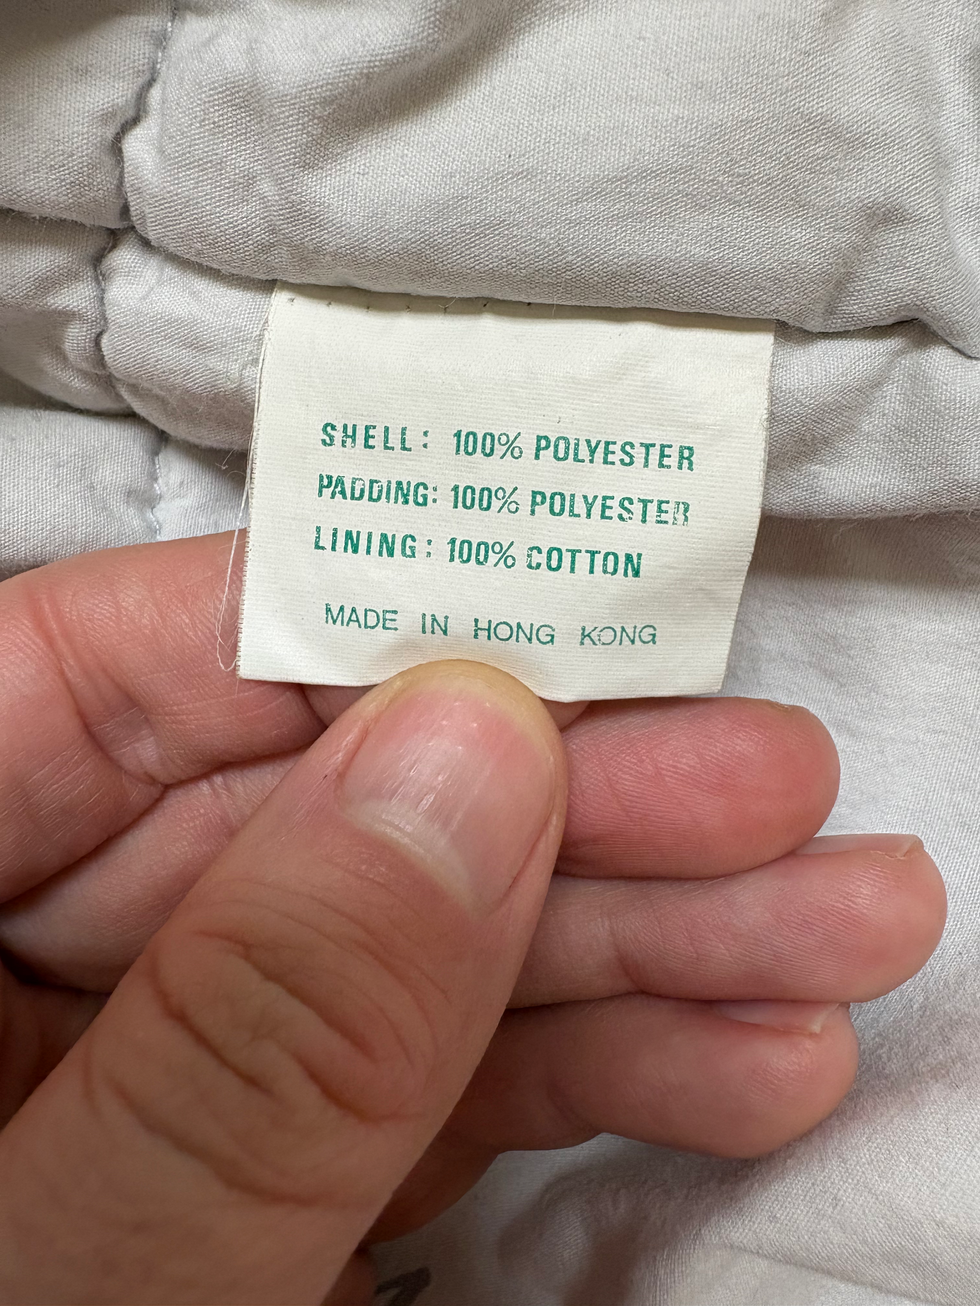 SHELL: 100% POLYESTER
PADDING: 100% POLYESTER
LINING: 100% COTTON
MADE IN HONG KONG